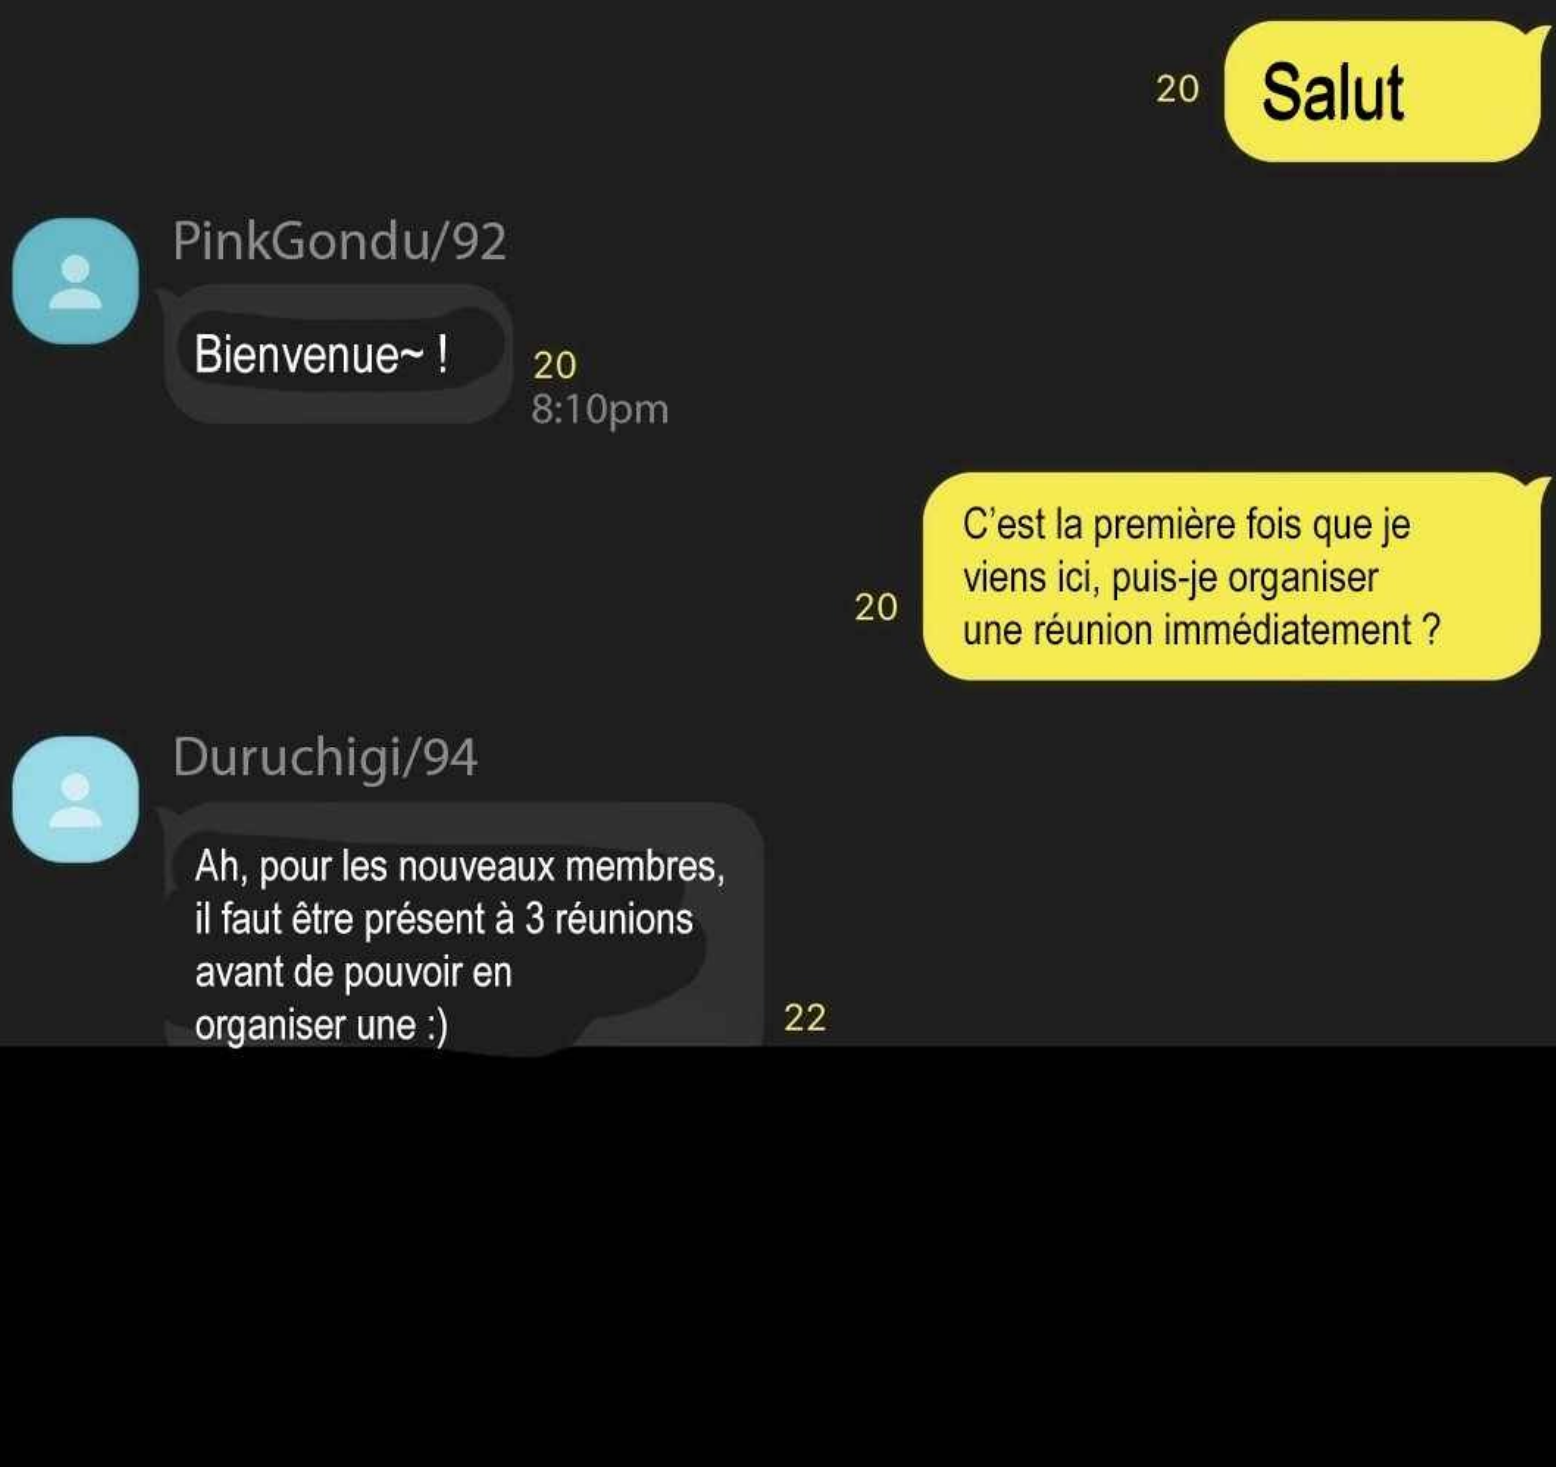 20 Salut
PinkGondu/92
Bienvenue~ !
20
8:10pm
C’est la première fois que je
viens ici, puis-je organiser
20
une réunion immédiatement ?
Duruchigi/94
Ah, pour les nouveaux membres,
il faut être présent à 3 réunions
avant de pouvoir en
organiser une :)
22